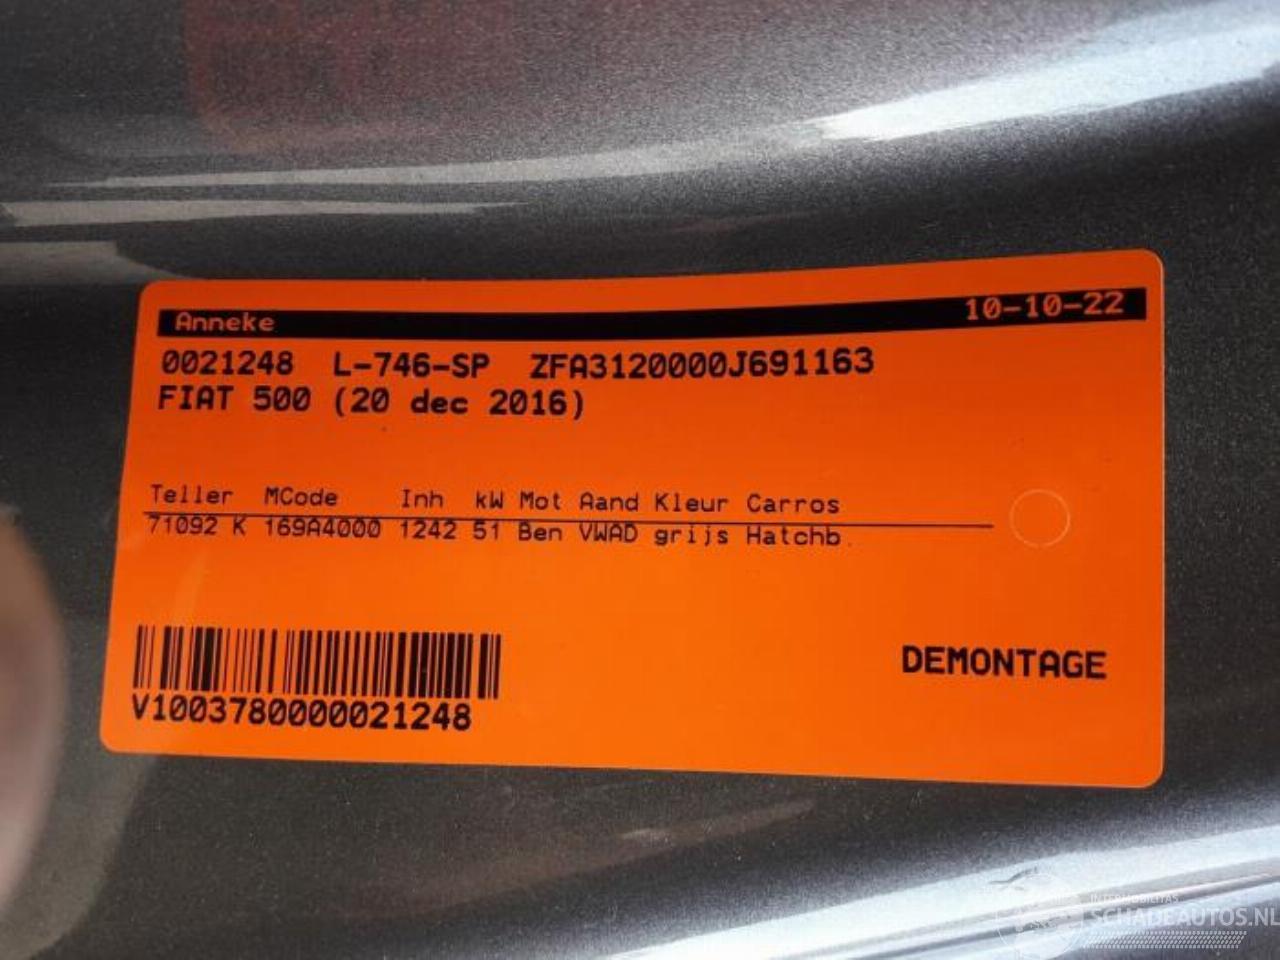 Anneke 10-10-22
0021248 L-746-SP ZFA3120000J691163
FIAT 500 (20 dec 2016)
Teller MCode Inh kW Mot Aand Kleur Carros
71092 K 169A4000 1242 51 Ben VWAD grijs Hatchb.
DEMONTAGE
V1003780000021248
SCHADEAUTOS.NL